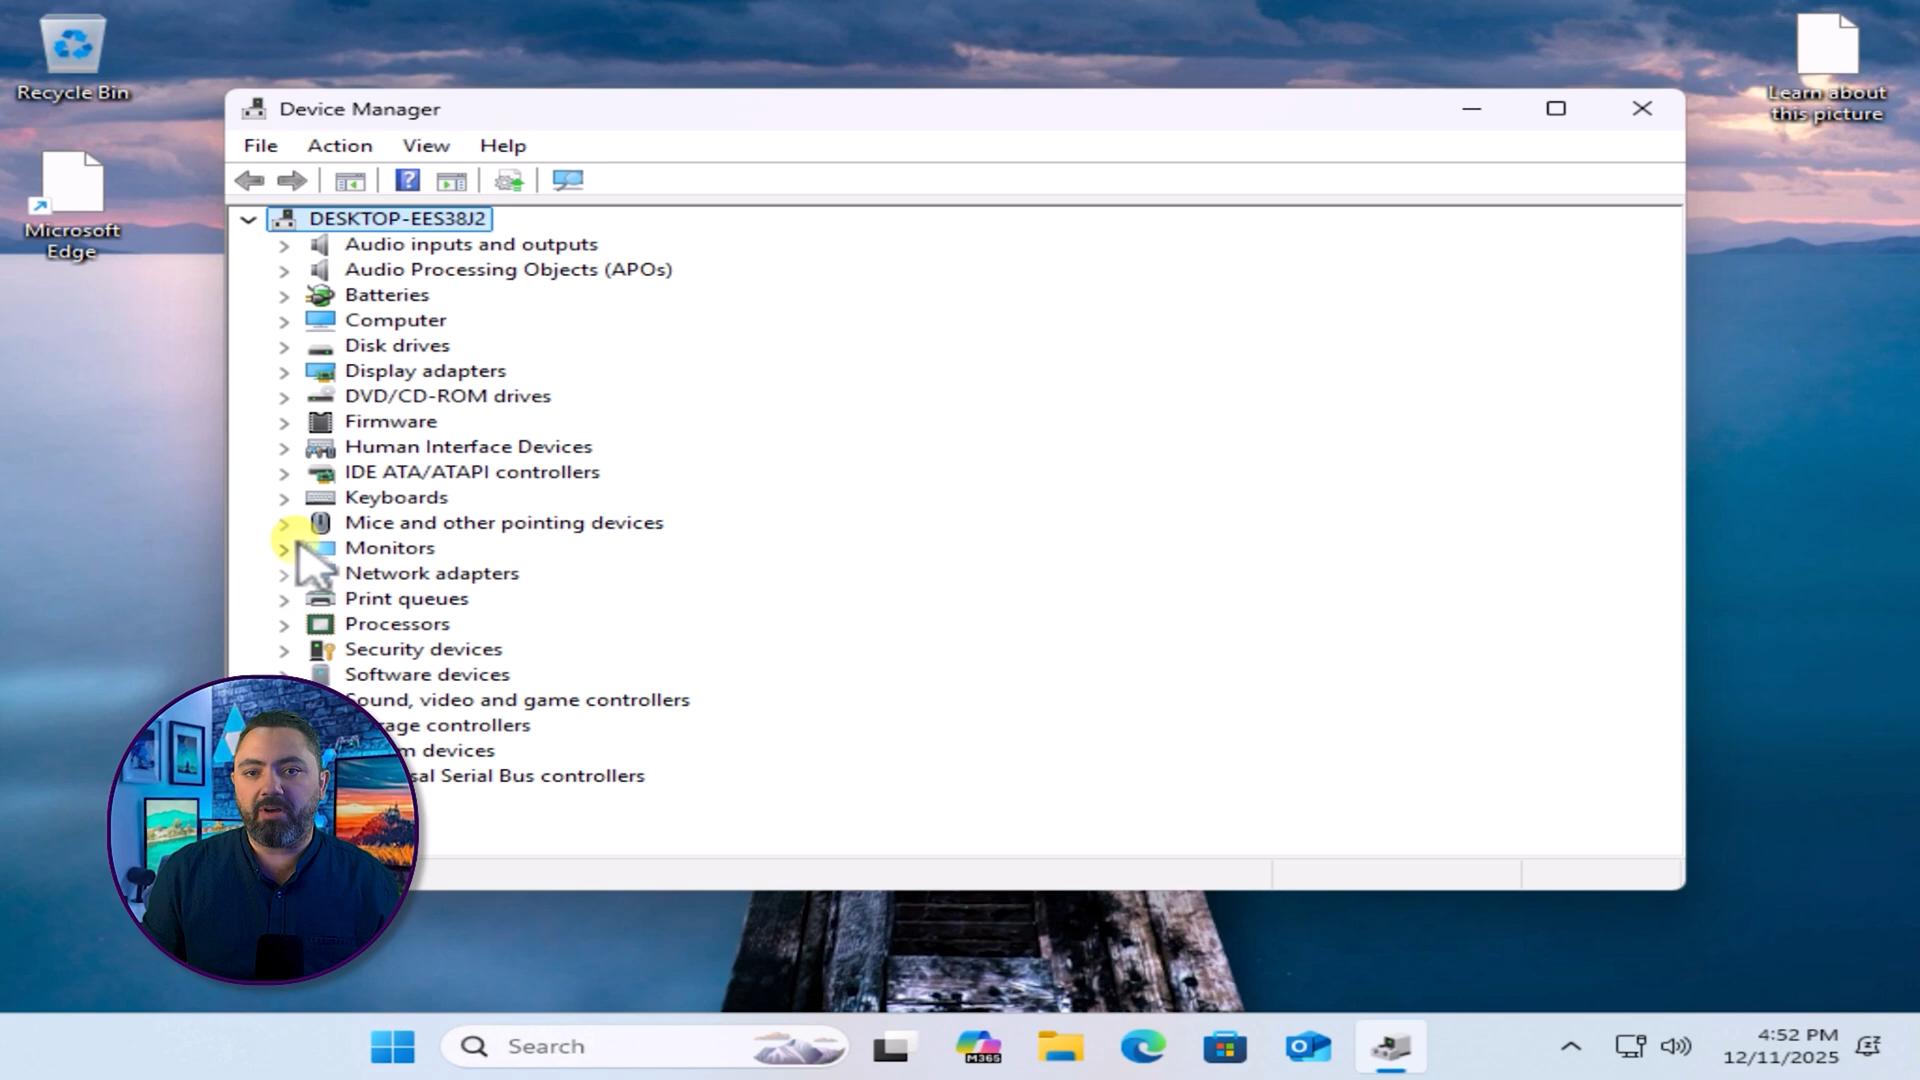 Recycle Bin
Learn about
this picture
Microsoft
Edge
Device Manager
File Action View Help
DESKTOP-EES38J2
Audio inputs and outputs
Audio Processing Objects (APOs)
Batteries
Computer
Disk drives
Display adapters
DVD/CD-ROM drives
Firmware
Human Interface Devices
IDE ATA/ATAPI controllers
Keyboards
Mice and other pointing devices
Monitors
Network adapters
Print queues
Processors
Security devices
Software devices
Sound, video and game controllers
controllers
devices
Serial Bus controllers
Search
M365
4:52 PM
12/11/2025